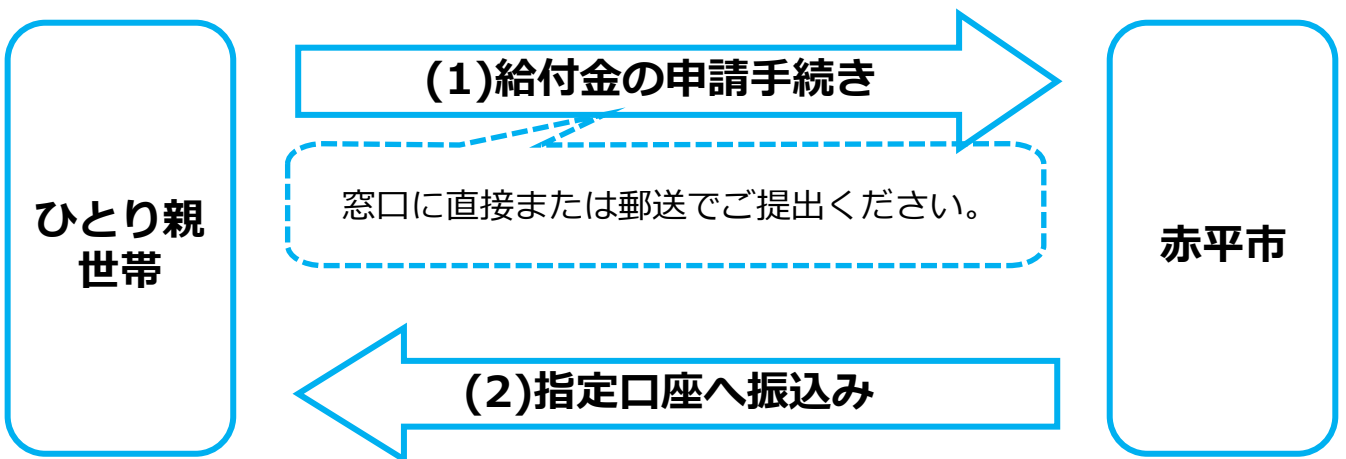 ひとり親
世帯
(1)給付金の申請手続き
窓口に直接または郵送でご提出ください。
(2)指定口座へ振込み
赤平市